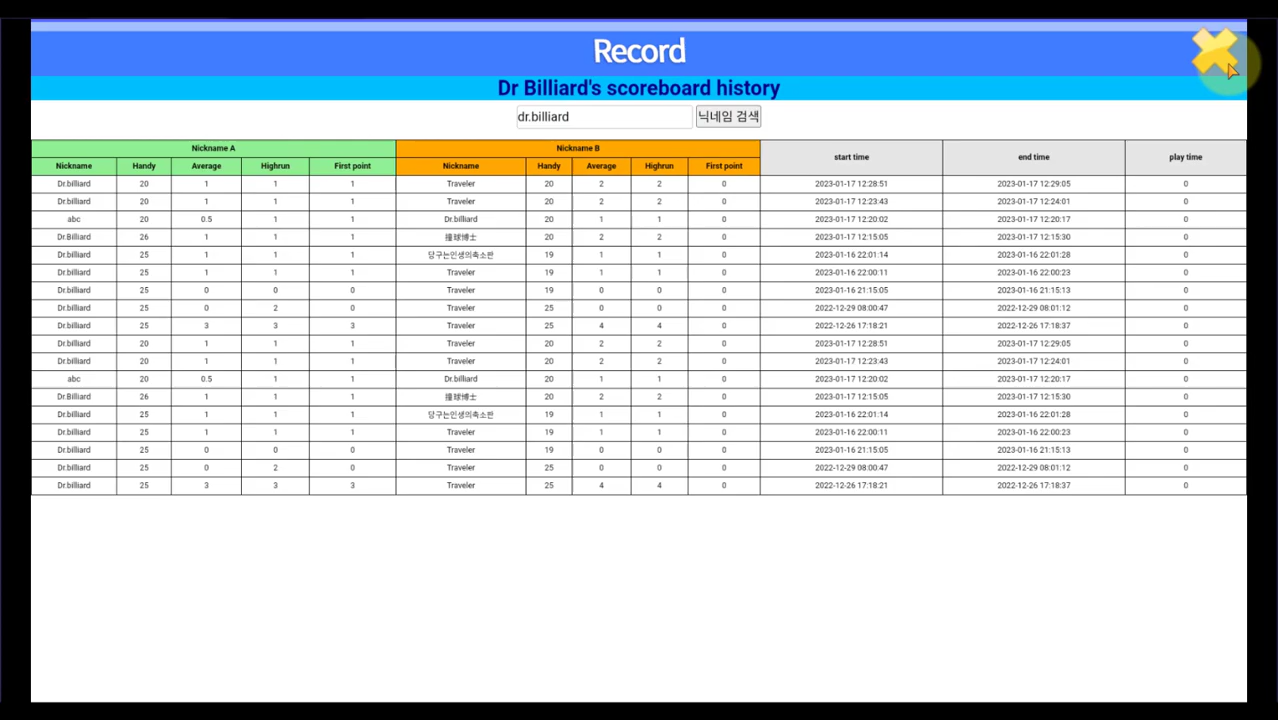 Record
Dr Billiard's scoreboard history
dr.billiard 닉네임 검색
Nickname A Nickname B start time end time play time
Nickname Handy Average Highrun First point Nickname Handy Average Highrun First point
Dr.billiard 20 1 1 1 Traveler 20 2 2 0 2023-01-17 12:28:51 2023-01-17 12:29:05 0
Dr.billiard 20 1 1 1 Traveler 20 2 2 0 2023-01-17 12:23:43 2023-01-17 12:24:01 0
abc 20 0.5 1 1 Dr.billiard 20 1 1 0 2023-01-17 12:20:02 2023-01-17 12:20:17 0
Dr.Billiard 26 1 1 1 撞球博士 20 2 2 0 2023-01-17 12:15:05 2023-01-17 12:15:30 0
Dr.billiard 25 1 1 1 당구는인생의축소판 19 1 1 0 2023-01-16 22:01:14 2023-01-16 22:01:28 0
Dr.billiard 25 1 1 1 Traveler 19 1 1 0 2023-01-16 22:00:11 2023-01-16 22:00:23 0
Dr.billiard 25 0 0 0 Traveler 19 0 0 0 2023-01-16 21:15:05 2023-01-16 21:15:13 0
Dr.billiard 25 0 2 0 Traveler 25 0 0 0 2022-12-29 08:00:47 2022-12-29 08:01:12 0
Dr.billiard 25 3 3 3 Traveler 25 4 4 0 2022-12-26 17:18:21 2022-12-26 17:18:37 0
Dr.billiard 20 1 1 1 Traveler 20 2 2 0 2023-01-17 12:28:51 2023-01-17 12:29:05 0
Dr.billiard 20 1 1 1 Traveler 20 2 2 0 2023-01-17 12:23:43 2023-01-17 12:24:01 0
abc 20 0.5 1 1 Dr.billiard 20 1 1 0 2023-01-17 12:20:02 2023-01-17 12:20:17 0
Dr.Billiard 26 1 1 1 撞球博士 20 2 2 0 2023-01-17 12:15:05 2023-01-17 12:15:30 0
Dr.billiard 25 1 1 1 당구는인생의축소판 19 1 1 0 2023-01-16 22:01:14 2023-01-16 22:01:28 0
Dr.billiard 25 1 1 1 Traveler 19 1 1 0 2023-01-16 22:00:11 2023-01-16 22:00:23 0
Dr.billiard 25 0 0 0 Traveler 19 0 0 0 2023-01-16 21:15:05 2023-01-16 21:15:13 0
Dr.billiard 25 0 2 0 Traveler 25 0 0 0 2022-12-29 08:00:47 2022-12-29 08:01:12 0
Dr.billiard 25 3 3 3 Traveler 25 4 4 0 2022-12-26 17:18:21 2022-12-26 17:18:37 0